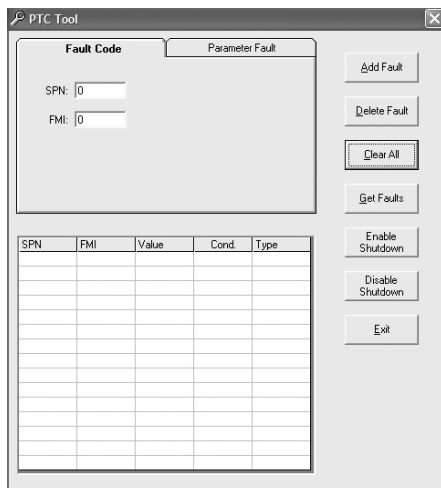 PTC Tool
Fault Code
Parameter Fault
SPN: 0
FMI: 0
Add Fault
Delete Fault
Clear All
Get Faults
Enable
Shutdown
Disable
Shutdown
Exit
SPN FMI Value Cond. Type